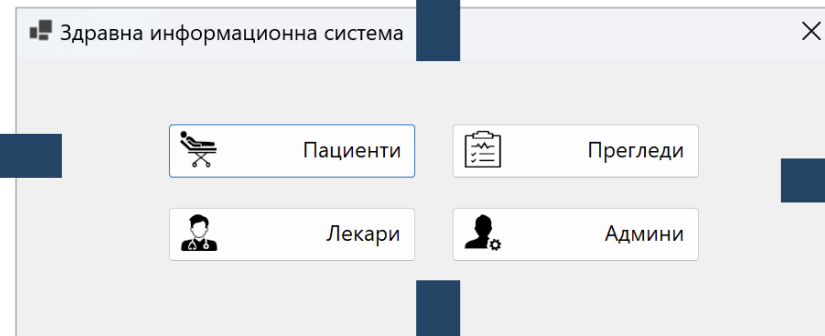 Здравна информационна система
Пациенти
Прегледи
Лекари
Админи